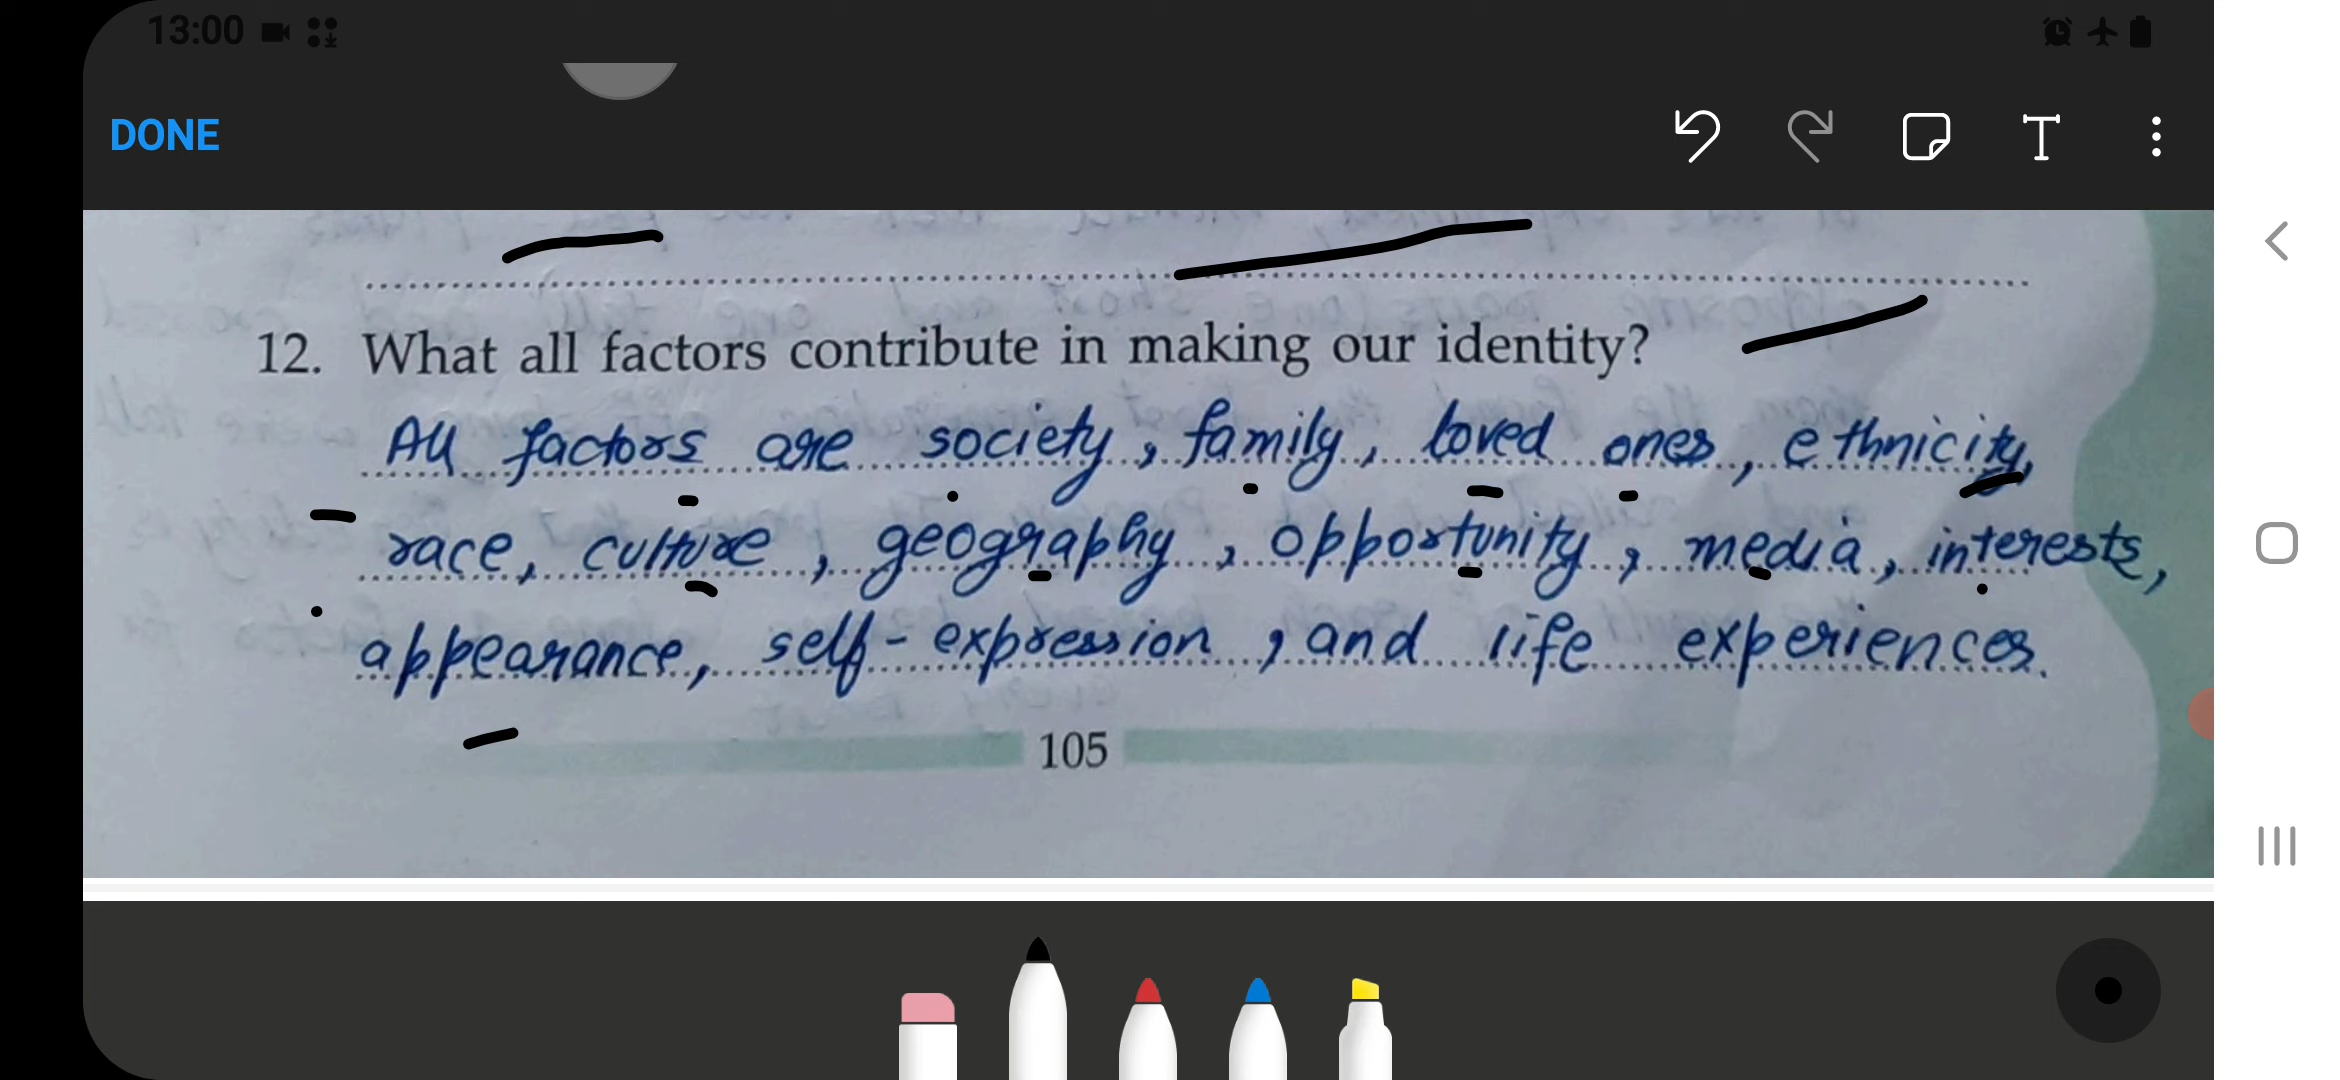 13:00
DONE
12. What all factors contribute in making our identity?
All factors are society, family, loved ones, ethnicity,
race, culture, geography, opportunity, media, interests,
appearance, self-expression, and life experiences.
105